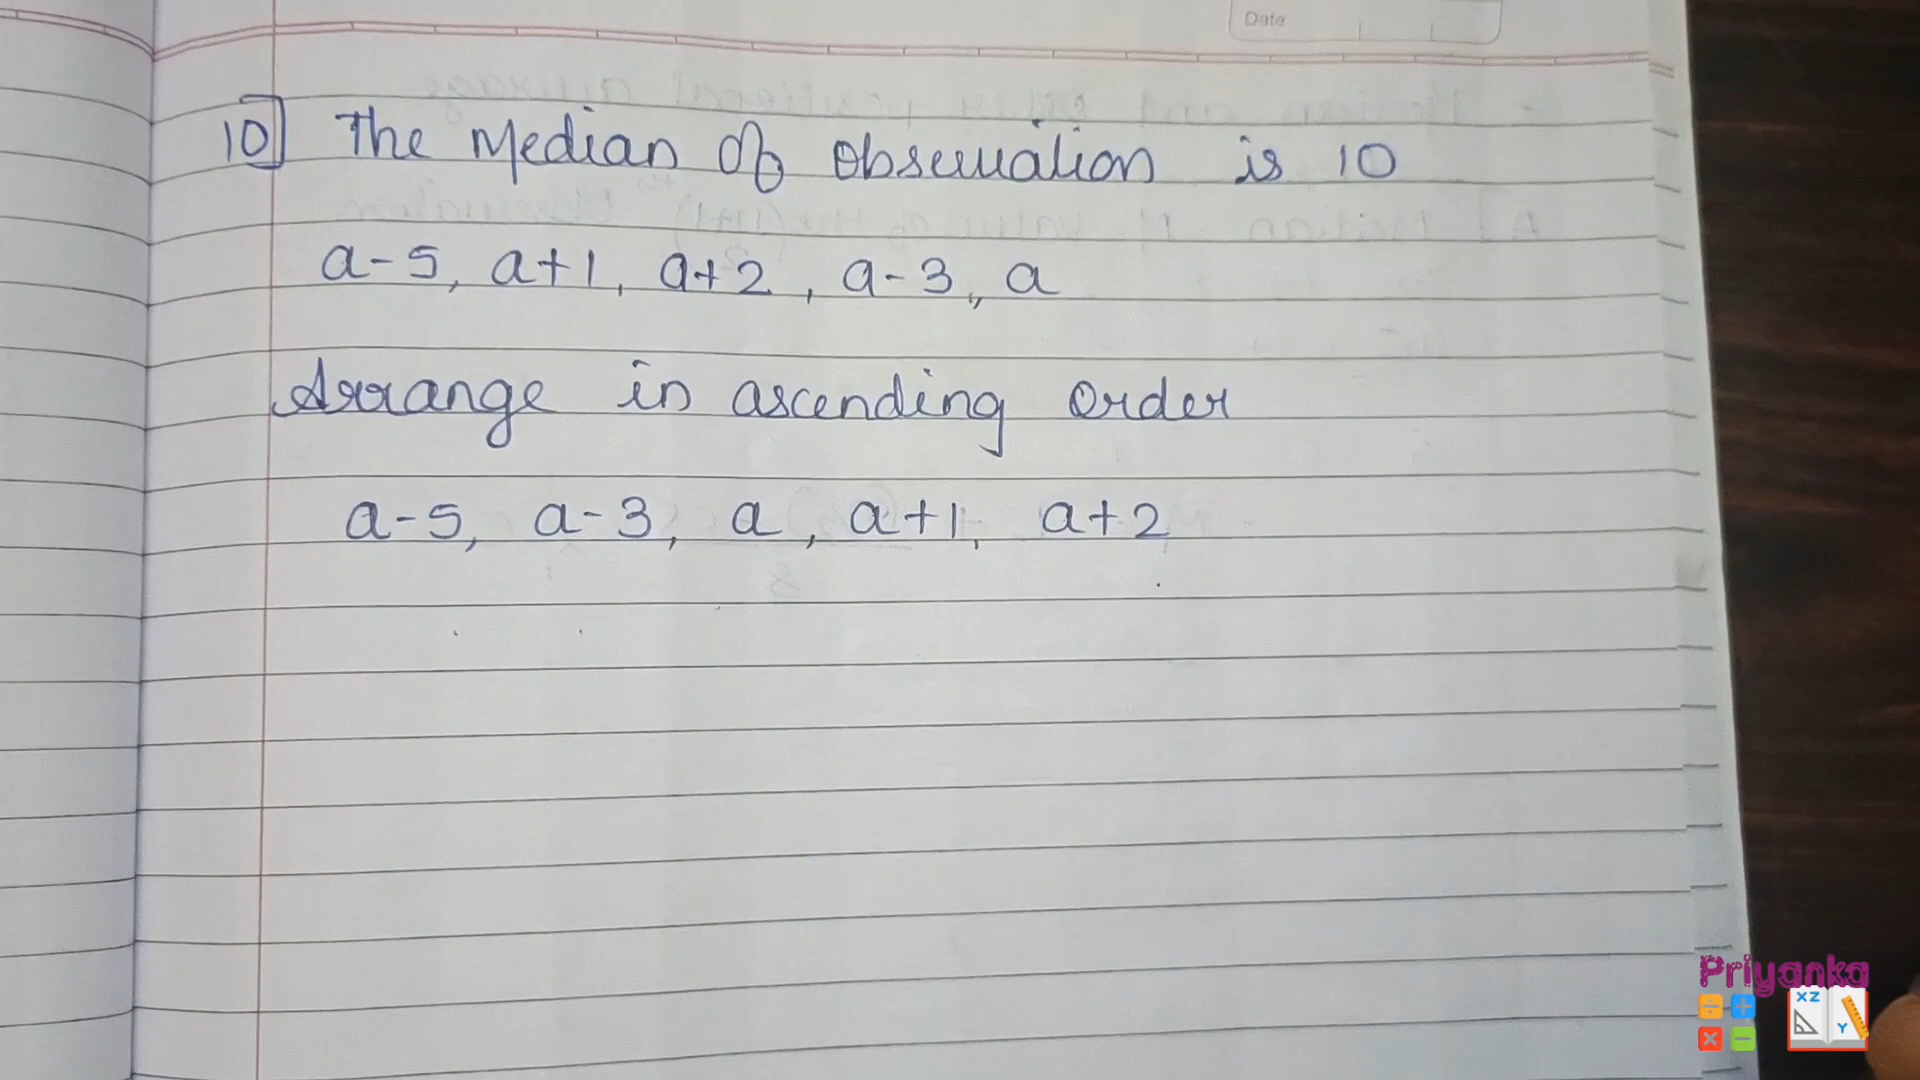 Date
10] The Median Of Observation is 10
a-5, a+1, a+2, a-3, a
Arrange in ascending order
a-5, a-3, a, a+1, a+2
Priyanka
XZ
Y